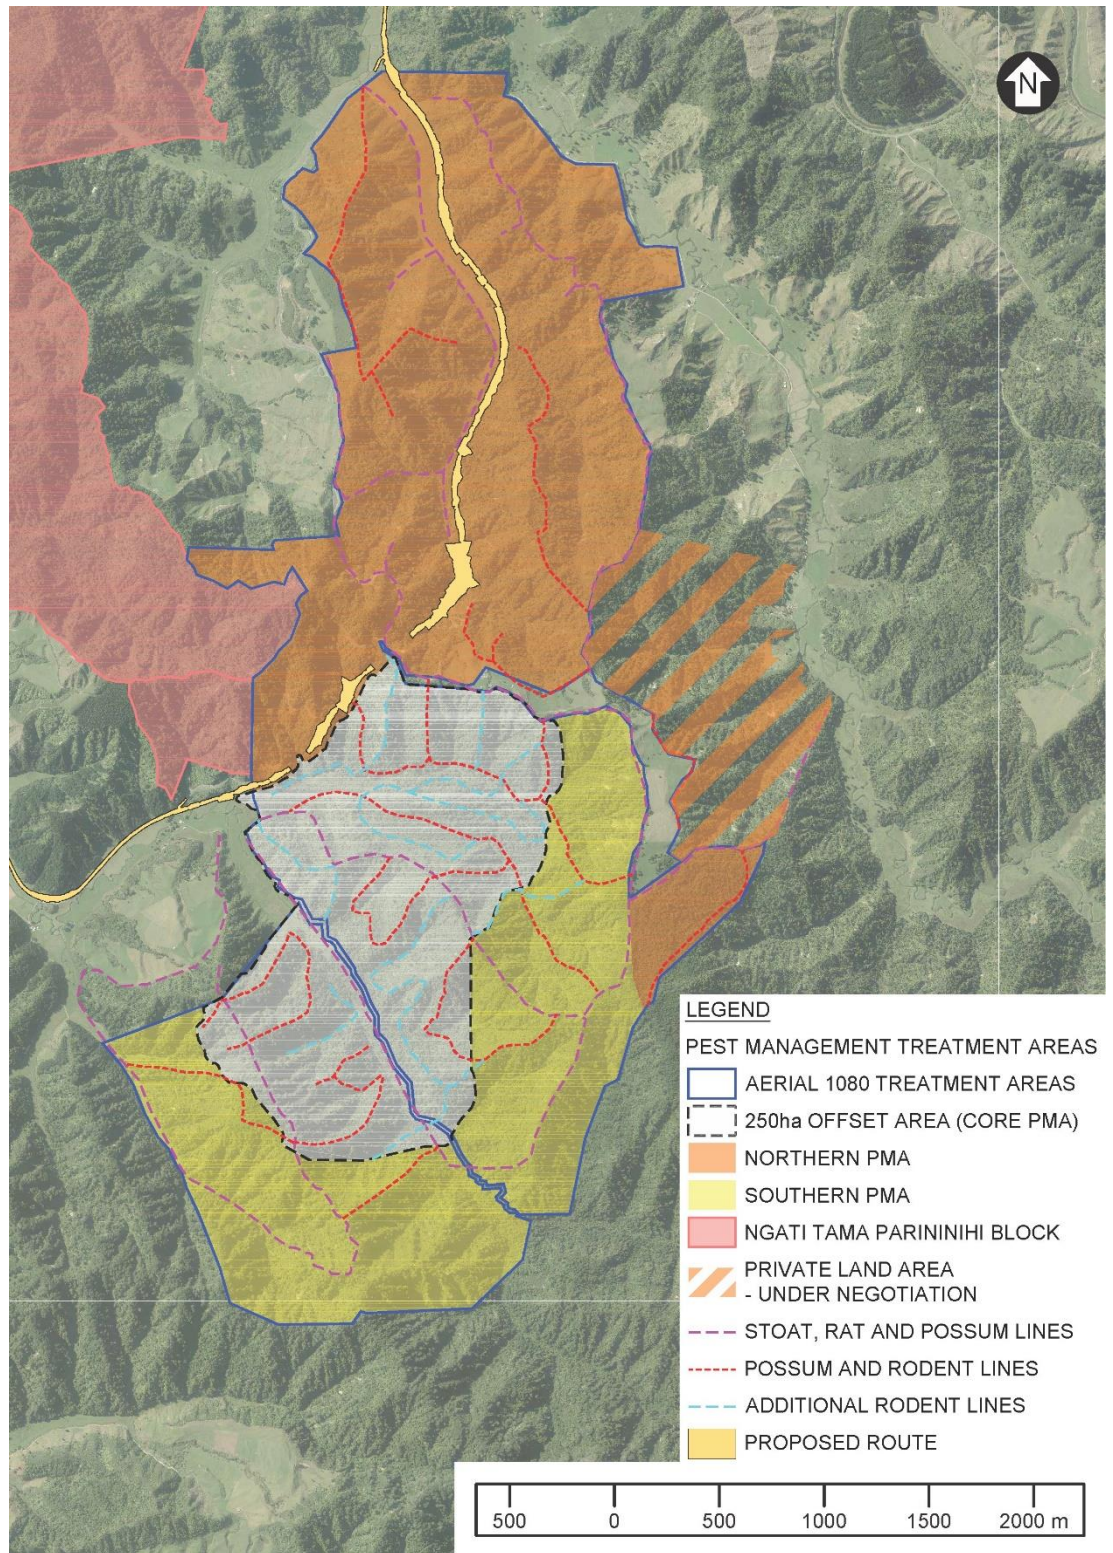 N
LEGEND
PEST MANAGEMENT TREATMENT AREAS
AERIAL 1080 TREATMENT AREAS
250ha OFFSET AREA (CORE PMA)
NORTHERN PMA
SOUTHERN PMA
NGATI TAMA PARININIHI BLOCK
PRIVATE LAND AREA
- UNDER NEGOTIATION
STOAT, RAT AND POSSUM LINES
POSSUM AND RODENT LINES
ADDITIONAL RODENT LINES
PROPOSED ROUTE
500 0 500 1000 1500 2000 m